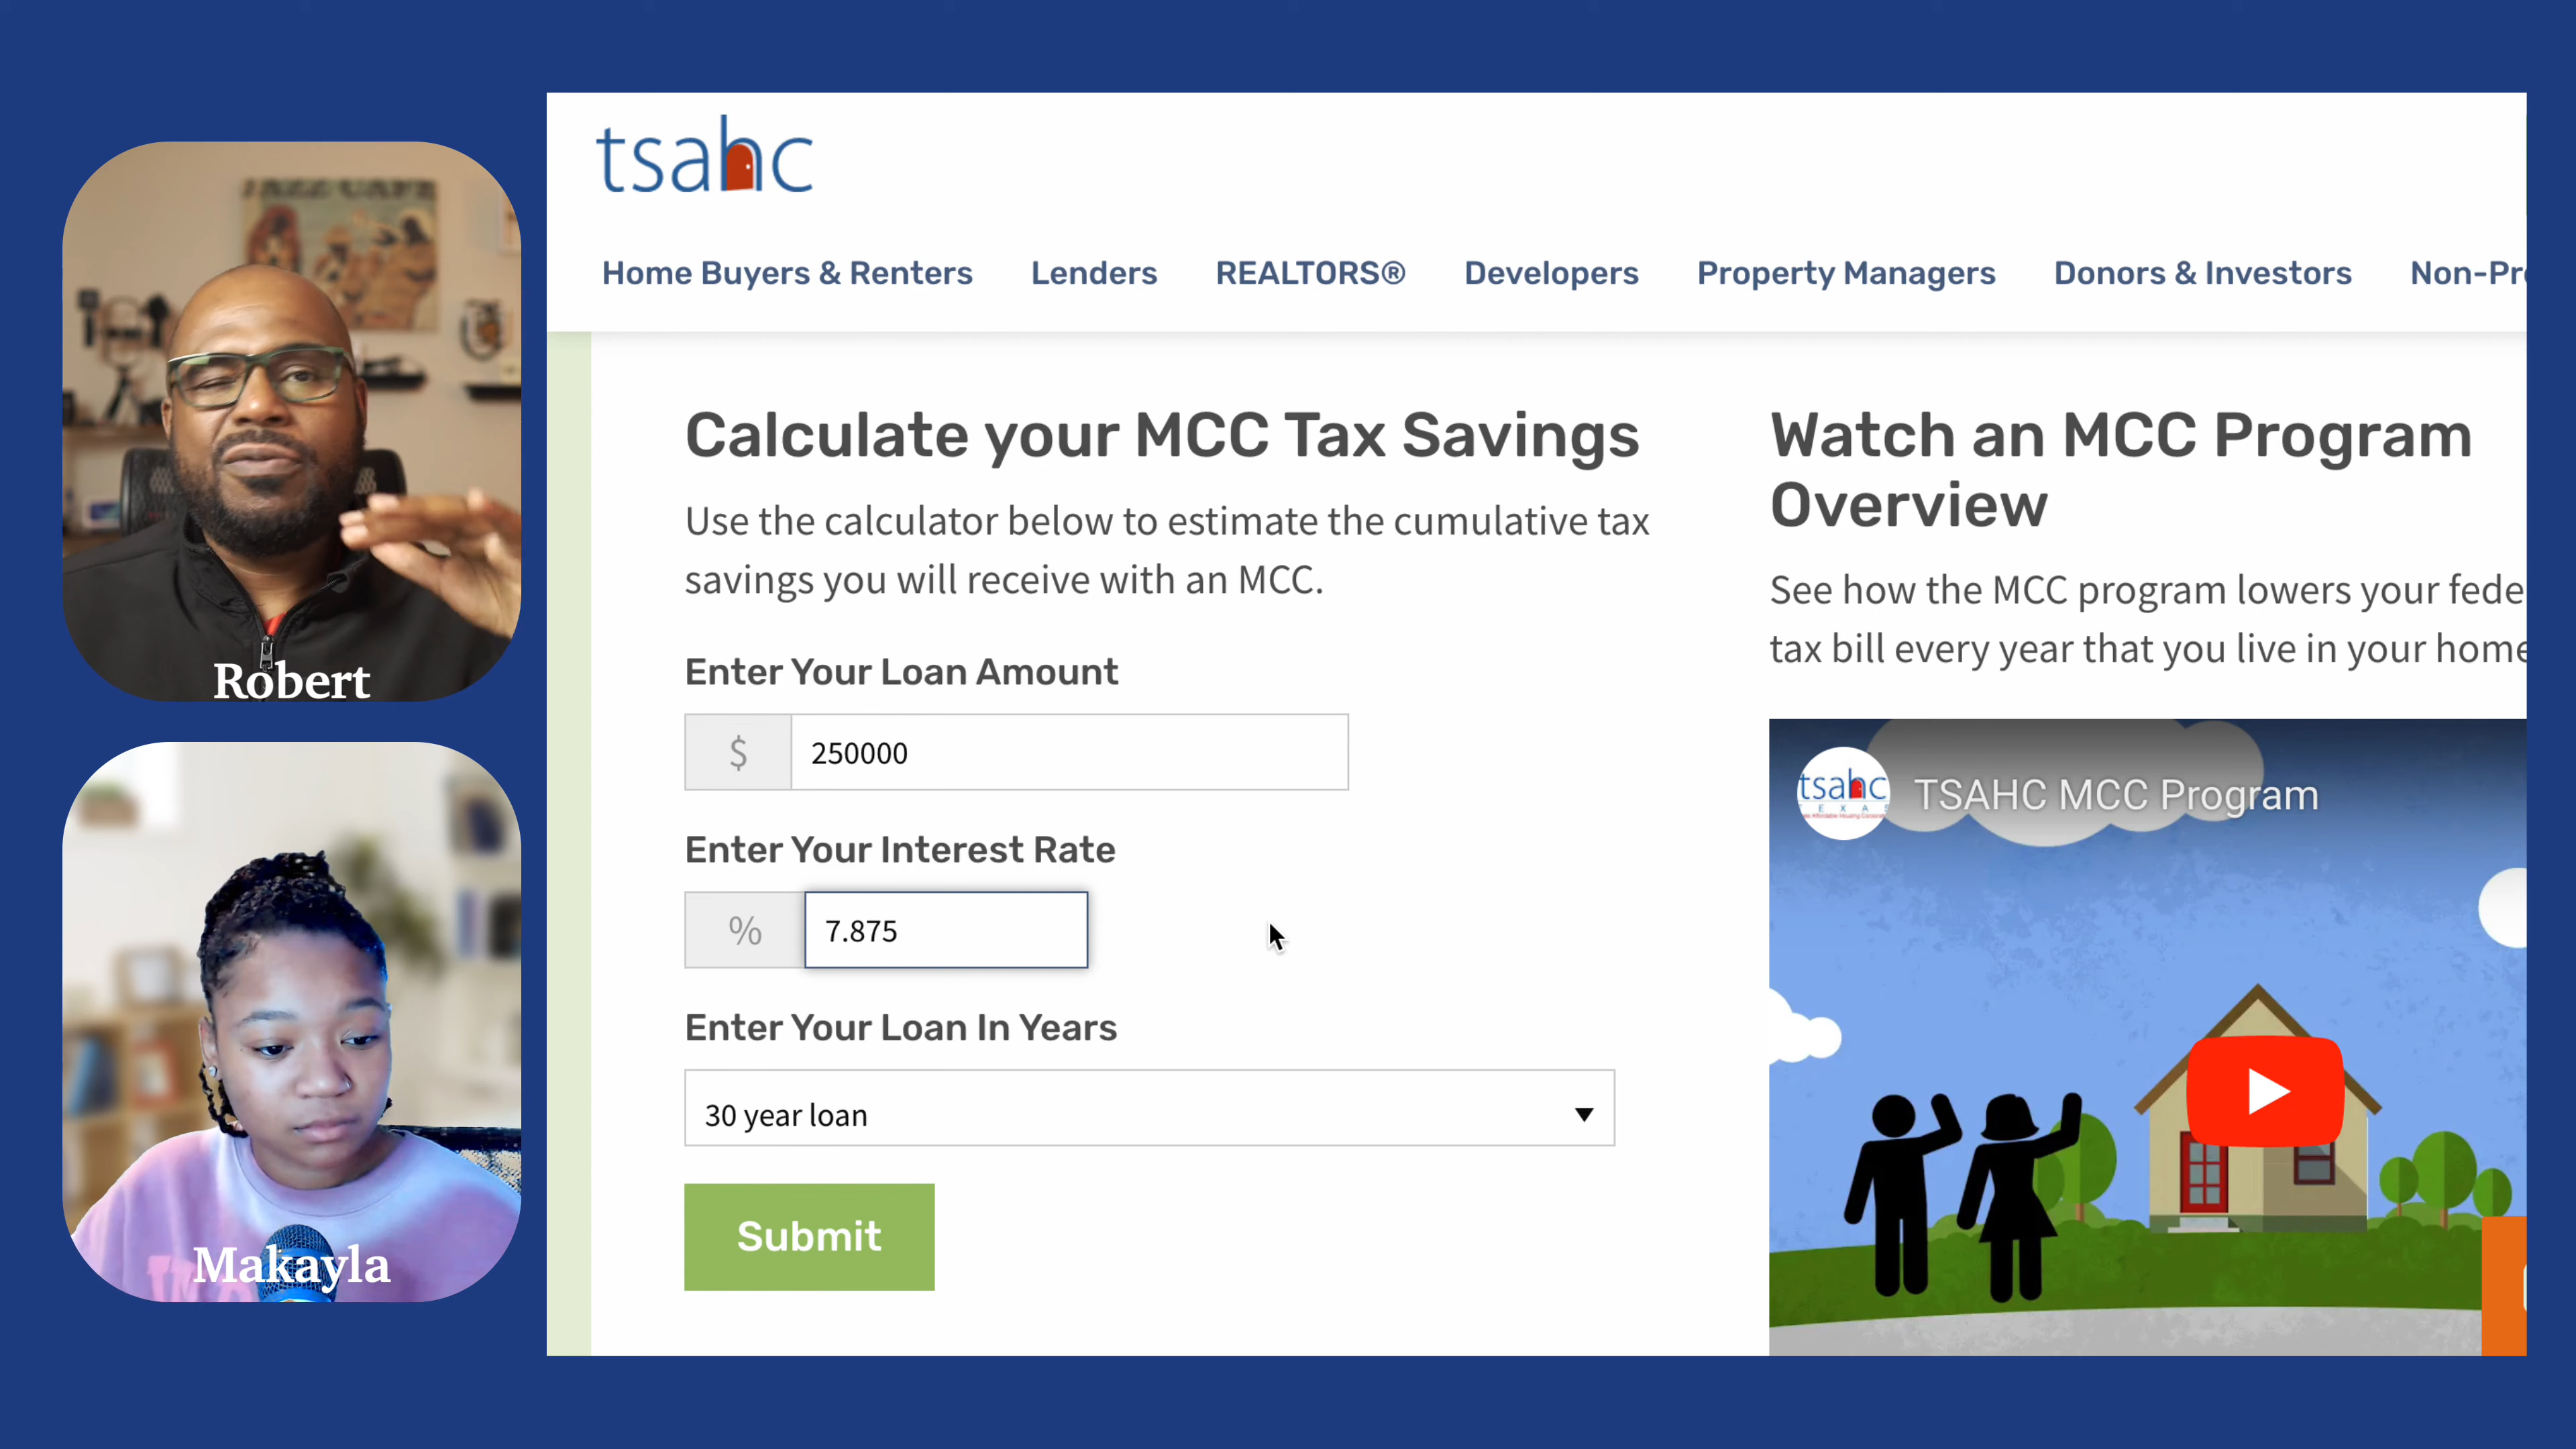 JAZZ CAFE
Robert
Makayla
tsahc
Home Buyers & Renters
Lenders
REALTORS®
Developers
Property Managers
Donors & Investors
Non-Pr
Calculate your MCC Tax Savings
Use the calculator below to estimate the cumulative tax
savings you will receive with an MCC.
Enter Your Loan Amount
$ 250000
Enter Your Interest Rate
% 7.875
Enter Your Loan In Years
30 year loan
Submit
Watch an MCC Program
Overview
See how the MCC program lowers your fede
tax bill every year that you live in your home
tsahc
TEXAS
TSAHC MCC Program